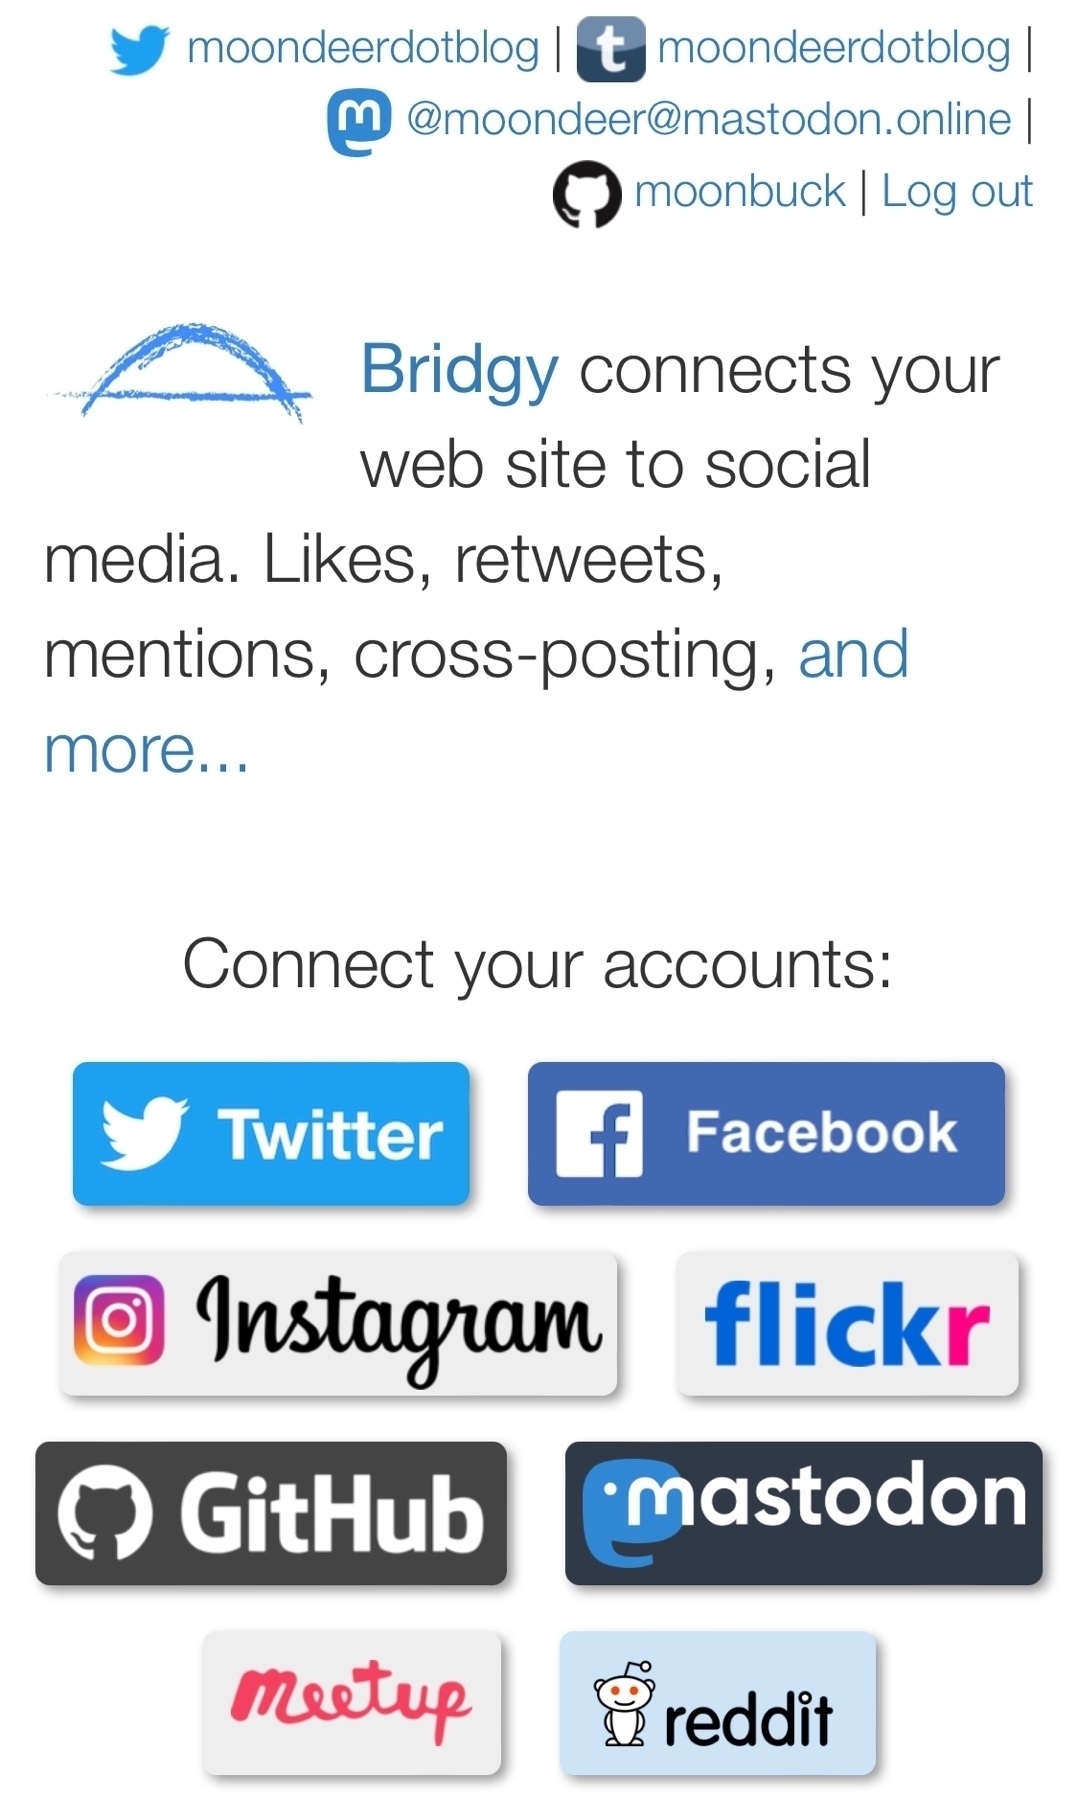 moondeerdotblog | t moondeerdotblog |
m @moondeer@mastodon.online |
moonbuck | Log out
Bridgy connects your
web site to social
media. Likes, retweets,
mentions, cross-posting, and
more...
Connect your accounts:
Twitter f Facebook
Instagram flickr
GitHub mastodon
meetup reddit